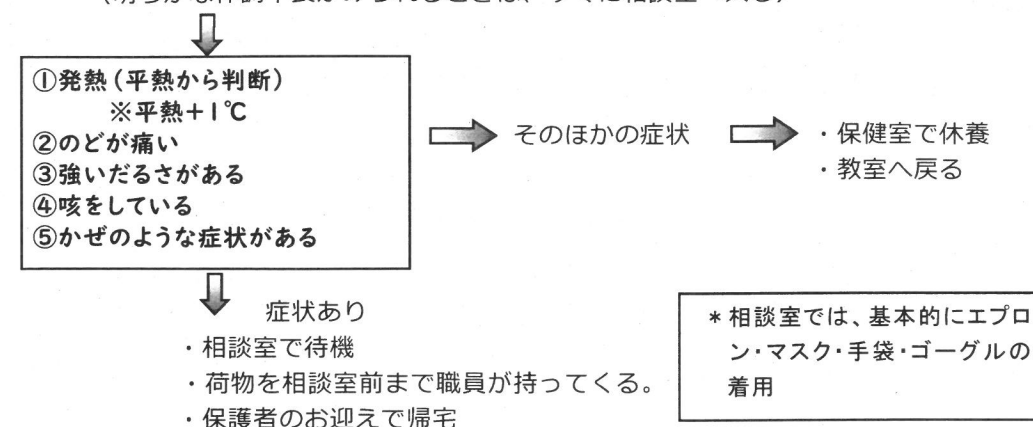 ①発熱(平熱から判断)
※平熱+1℃
②のどが痛い
③強いだるさがある
④咳をしている
⑤かぜのような症状がある
そのほかの症状
・保健室で休養
・教室へ戻る
症状あり
・相談室で待機
・荷物を相談室前まで職員が持ってくる。
・保護者のお迎えで帰宅
*相談室では、基本的にエプロ
ン・マスク・手袋・ゴーグルの
着用